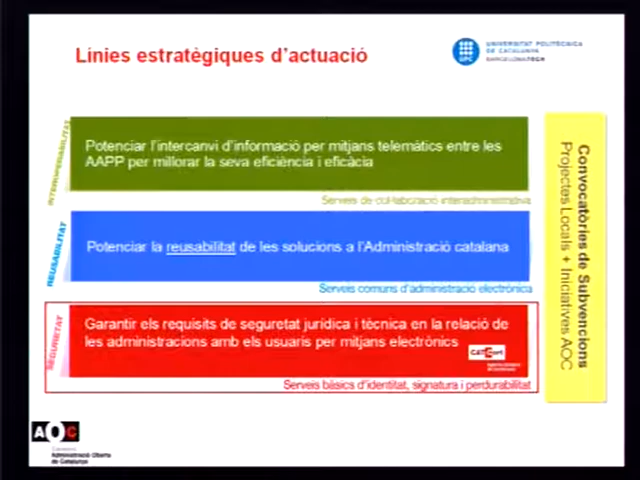 Línies estratègiques d'actuació
UNIVERSITAT POLITÈCNICA
DE CATALUNYA
BARCELONATECH
UPC
INTEROPERABILITAT
Potenciar l'intercanvi d'informació per mitjans telemàtics entre les
AAPP per millorar la seva eficiència i eficàcia
Serveis de col·laboració interadministrativa
REUSABILITAT
Potenciar la reusabilitat de les solucions a l'Administració catalana
Serveis comuns d'administració electrònica
SEGURETAT
Garantir els requisits de seguretat jurídica i tècnica en la relació de
les administracions amb els usuaris per mitjans electrònics
CATCert
Serveis bàsics d'identitat, signatura i perdurabilitat
Convocatòries de Subvencions
Projectes Locals + Iniciatives AOC
AOC
Administració Oberta
de Catalunya